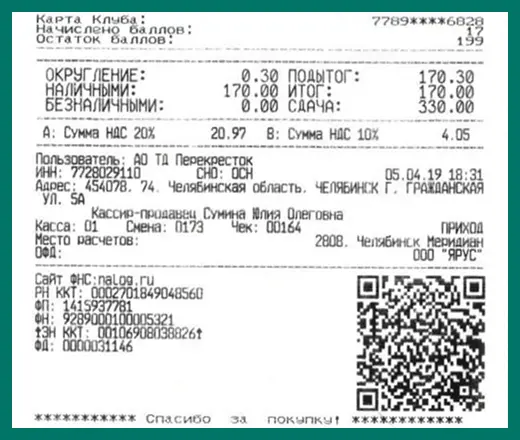 Карта Клуба: 7789****6828
Начислено баллов: 17
Остаток баллов: 199
ОКРУГЛЕНИЕ: 0.30 ПОДЫТОГ: 170.30
НАЛИЧНЫМИ: 170.00 ИТОГ: 170.00
БЕЗНАЛИЧНЫМИ: 0.00 СДАЧА: 330.00
А: Сумма НДС 20% 20.97 В: Сумма НДС 10% 4.05
Пользователь: АО ТД Перекресток
ИНН: 7728029110 СНО: ОСН 05.04.19 18:31
Адрес: 454078, 74, Челябинская область, ЧЕЛЯБИНСК Г, ГРАЖДАНСКАЯ
УЛ, 5А
Кассир-продавец Сумина Юлия Олеговна
Касса: 01 Смена: 0173 Чек: 00164 ПРИХОД
Место расчетов: 2808, Челябинск Меридиан
ОФД: ООО "ЯРУС"
Сайт ФНС:nalog.ru
РН ККТ: 0002701849048560
ФП: 1415937781
ФН: 9289000100005321
†ЗН ККТ: 00106908038826†
ФД: 0000031146
*********** Спасибо за покупку! ************